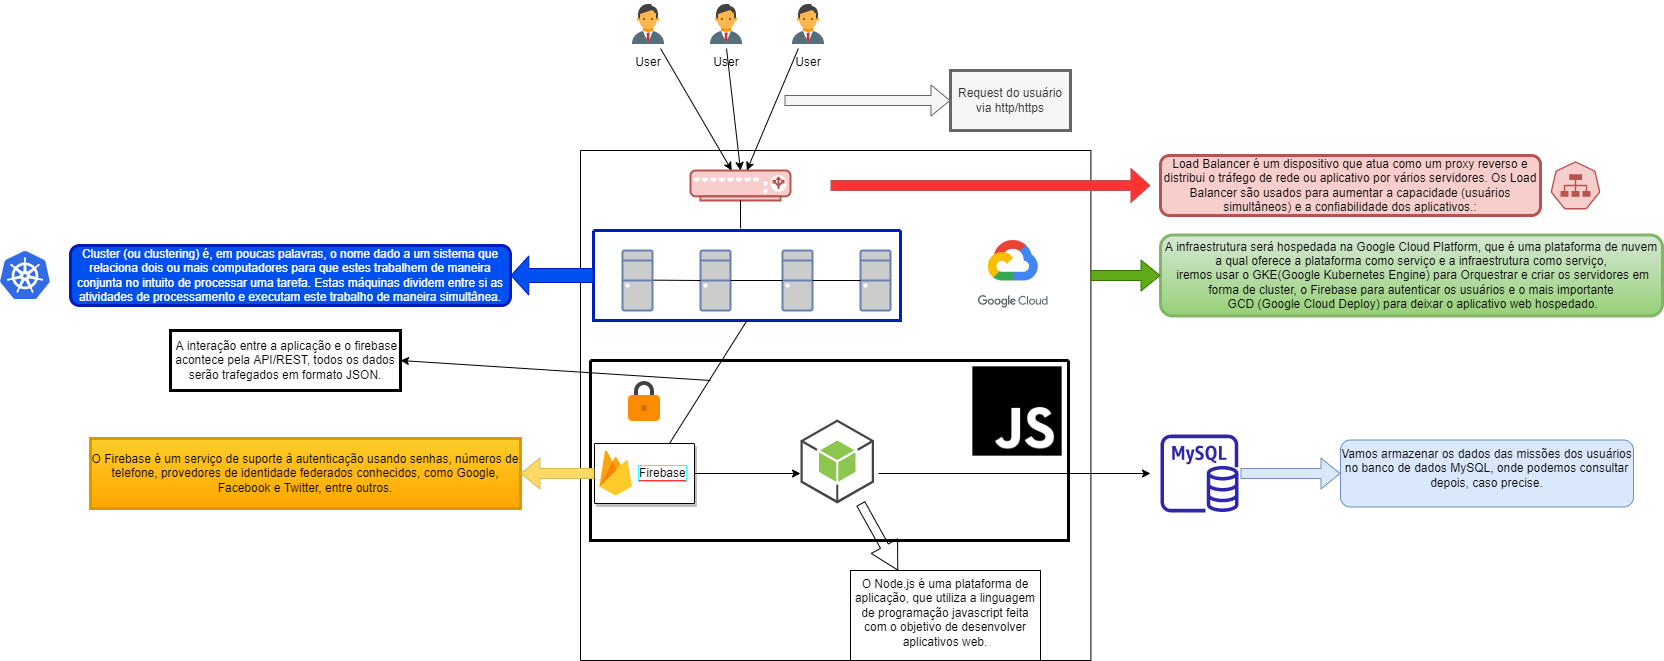 User
User
User
Request do usuário
via http/https
Load Balancer é um dispositivo que atua como um proxy reverso e
distribui o tráfego de rede ou aplicativo por vários servidores. Os Load
Balancer são usados para aumentar a capacidade (usuários
simultâneos) e a confiabilidade dos aplicativos.:
Cluster (ou clustering) é, em poucas palavras, o nome dado a um sistema que
relaciona dois ou mais computadores para que estes trabalhem de maneira
conjunta no intuito de processar uma tarefa. Estas máquinas dividem entre si as
atividades de processamento e executam este trabalho de maneira simultânea.
Google Cloud
A infraestrutura será hospedada na Google Cloud Platform, que é uma plataforma de nuvem
a qual oferece a plataforma como serviço e a infraestrutura como serviço,
iremos usar o GKE(Google Kubernetes Engine) para Orquestrar e criar os servidores em
forma de cluster, o Firebase para autenticar os usuários e o mais importante
GCD (Google Cloud Deploy) para deixar o aplicativo web hospedado.
A interação entre a aplicação e o firebase
acontece pela API/REST, todos os dados
serão trafegados em formato JSON.
JS
O Firebase é um serviço de suporte à autenticação usando senhas, números de
telefone, provedores de identidade federados conhecidos, como Google,
Facebook e Twitter, entre outros.
Firebase
MySQL
Vamos armazenar os dados das missões dos usuários
no banco de dados MySQL, onde podemos consultar
depois, caso precise.
O Node.js é uma plataforma de
aplicação, que utiliza a linguagem
de programação javascript feita
com o objetivo de desenvolver
aplicativos web.